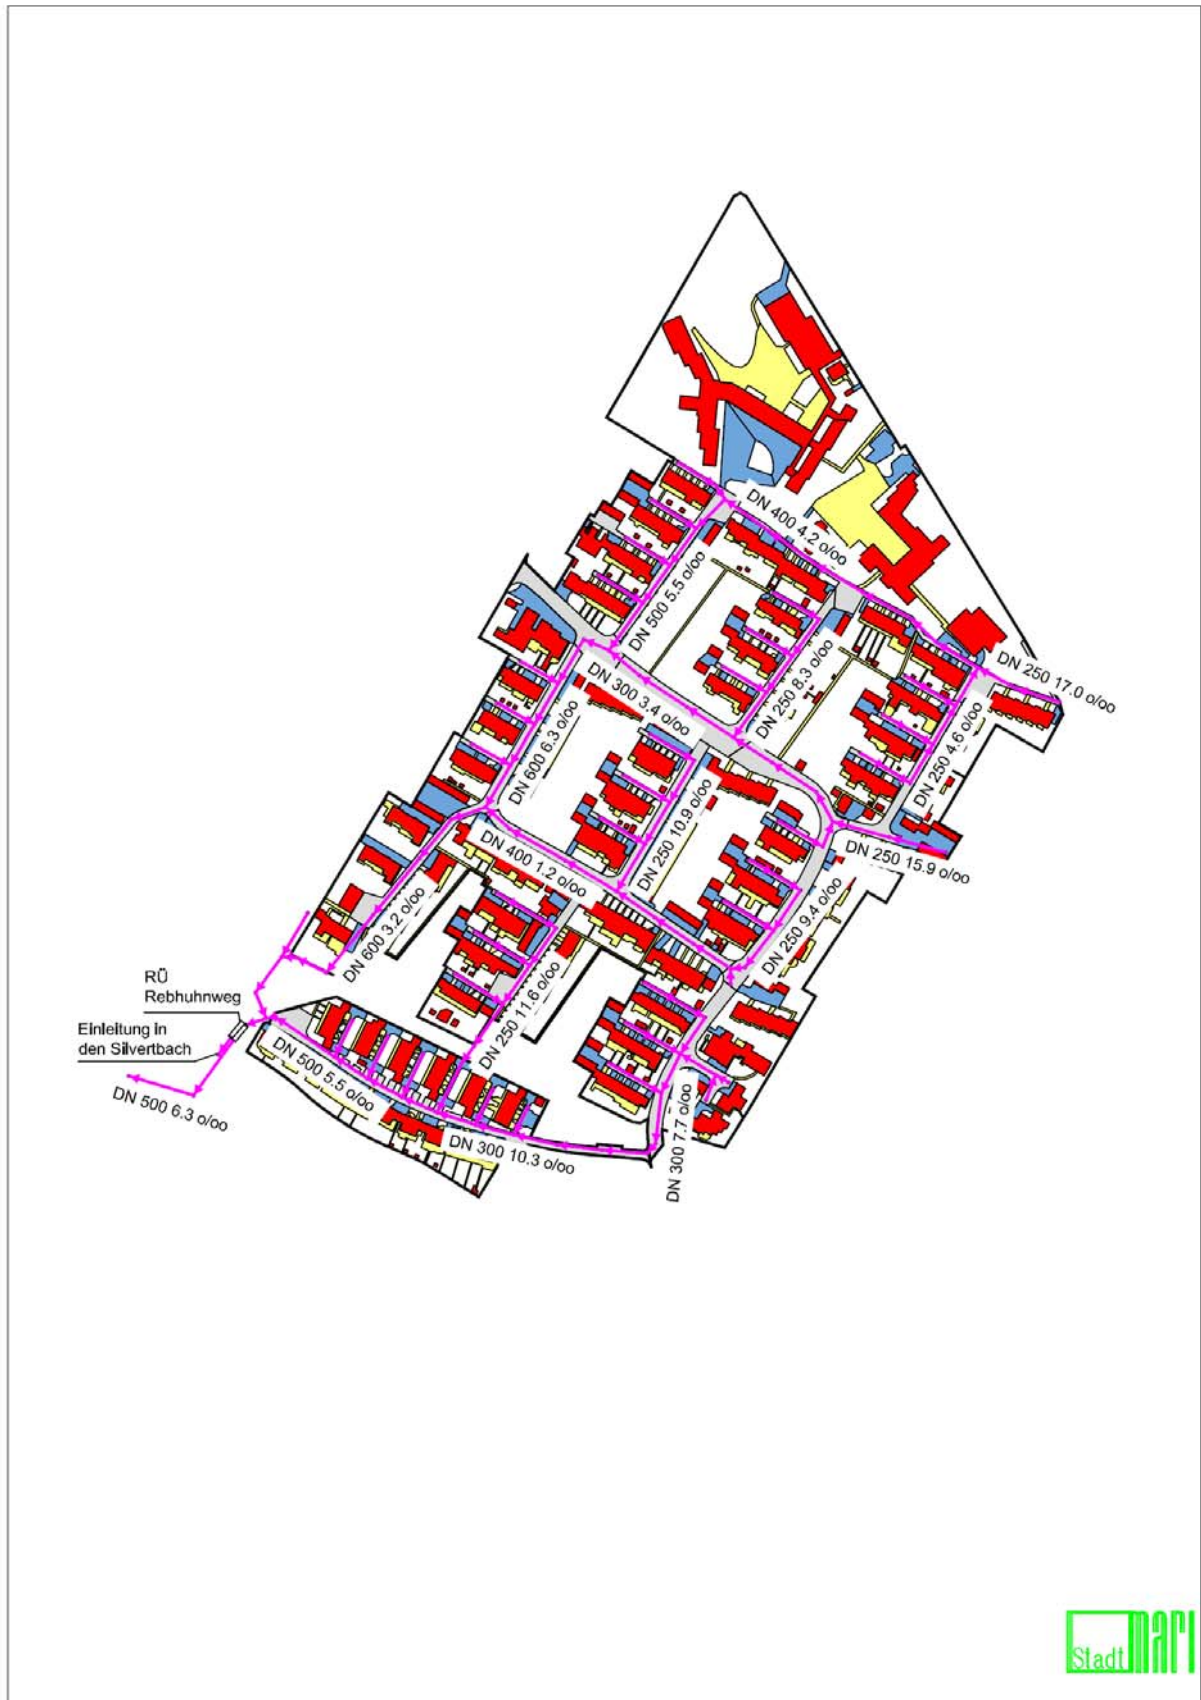 DN 400 4.2 o/oo
DN 500 5.5 o/oo
DN 250 8.3 o/oo
DN 250 17.0 o/oo
DN 300 3.4 o/oo
DN 250 4.6 o/oo
DN 600 6.3 o/oo
DN 250 10.9 o/oo
DN 250 15.9 o/oo
DN 400 1.2 o/oo
DN 250 9.4 o/oo
DN 600 3.2 o/oo
DN 250 11.6 o/oo
RÜ
Rebhuhnweg
Einleitung in
den Silvertbach
DN 500 5.5 o/oo
DN 500 6.3 o/oo
DN 300 10.3 o/oo
DN 300 7.7 o/oo
Stadt marl